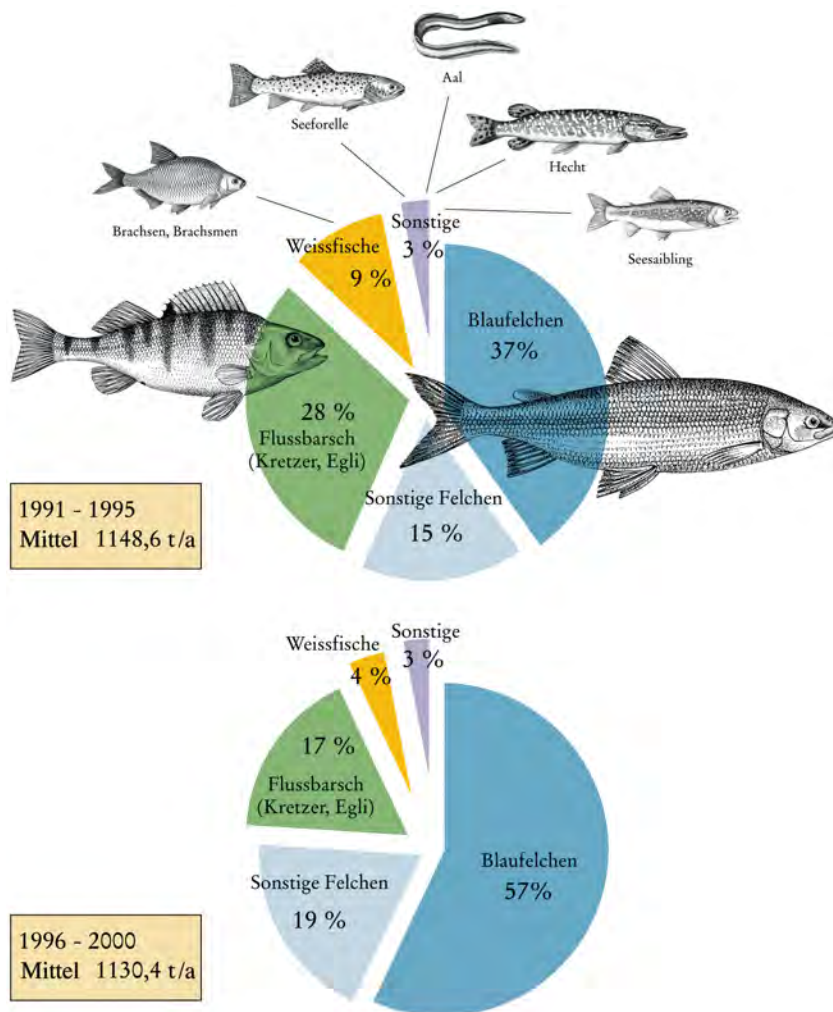 Aal
Seeforelle
Hecht
Brachsen, Brachsmen
Seesaibling
Sonstige
3 %
Weissfische
9 %
Blaufelchen
37%
28 %
Flussbarsch
(Kretzer, Egli)
Sonstige Felchen
15 %
1991 - 1995
Mittel 1148,6 t/a
Sonstige
3 %
Weissfische
4 %
17 %
Flussbarsch
(Kretzer, Egli)
Blaufelchen
57%
Sonstige Felchen
19 %
1996 - 2000
Mittel 1130,4 t/a